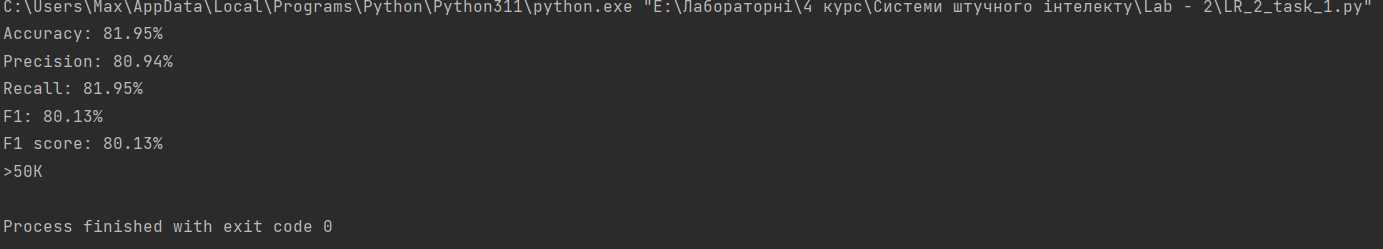 C:\Users\Max\AppData\Local\Programs\Python\Python311\python.exe "E:\Лабораторні\4 курс\Системи штучного інтелекту\Lab - 2\LR_2_task_1.py"
Accuracy: 81.95%
Precision: 80.94%
Recall: 81.95%
F1: 80.13%
F1 score: 80.13%
>50K
Process finished with exit code 0